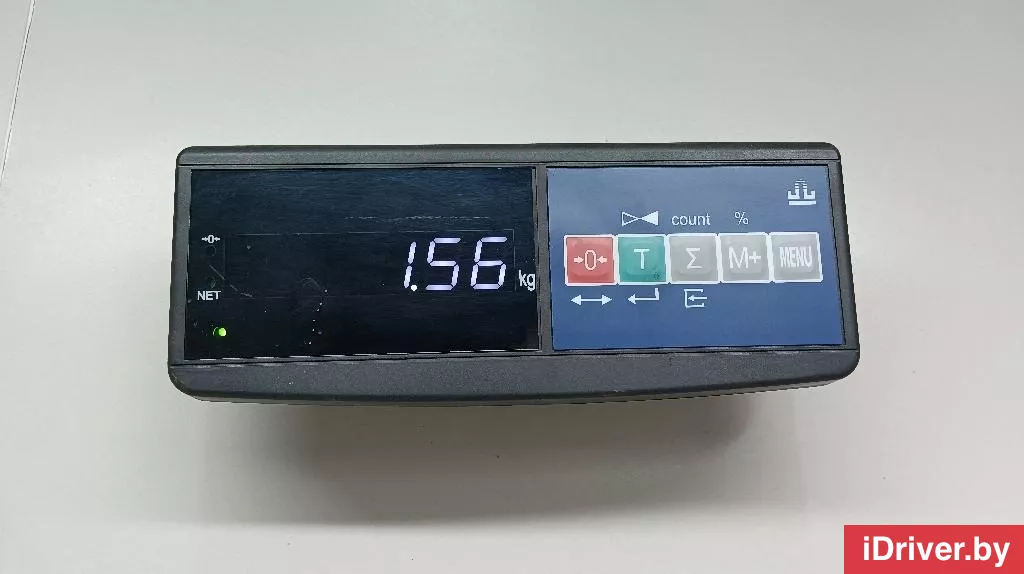 count %
→0←
1.56 kg
→0← T Σ M+ MENU
NET
iDriver.by